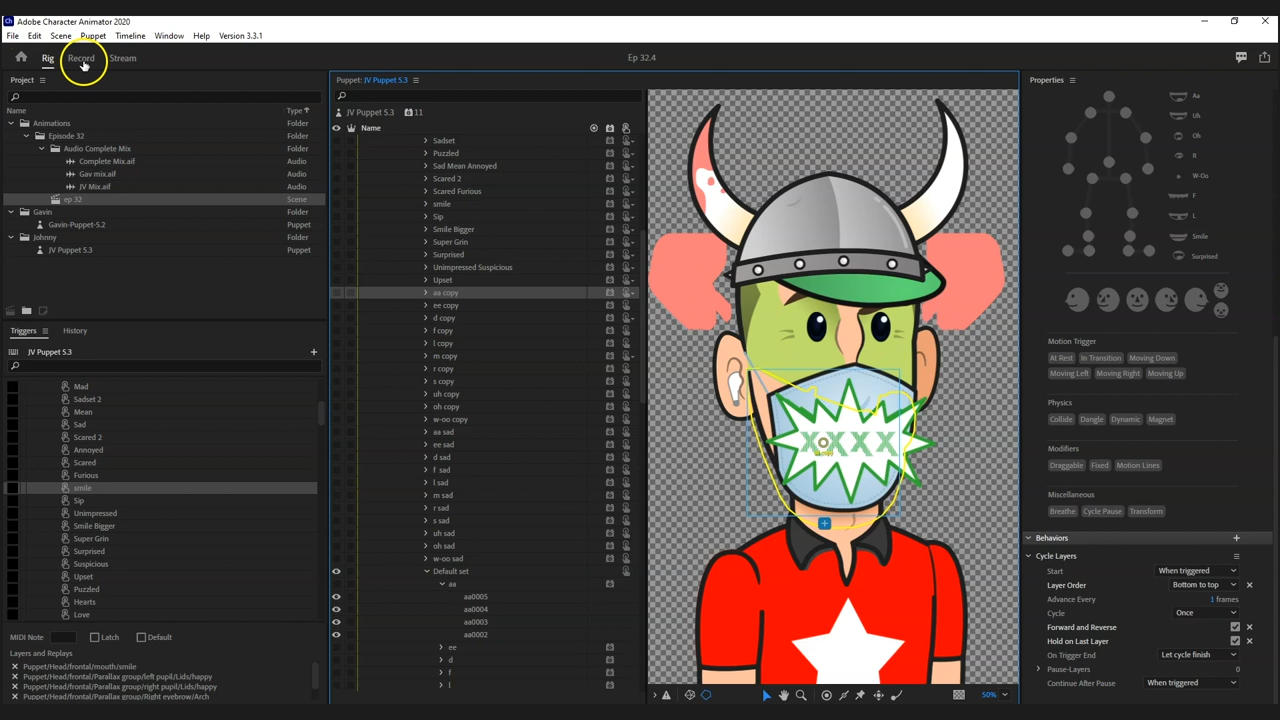 Adobe Character Animator 2020
File Edit Scene Puppet Timeline Window Help Version 3.3.1
Rig Record Stream
Ep 32.4
Project
Name Type
Animations Folder
Episode 32 Folder
Audio Complete Mix Folder
Complete Mix.aif Audio
Gav mix.aif Audio
JV Mix.aif Audio
ep 32 Scene
Gavin Folder
Gavin-Puppet-5.2 Puppet
Johnny Folder
JV Puppet 5.3 Puppet
Triggers History
JV Puppet 5.3
Mad
Sadset 2
Mean
Sad
Scared 2
Annoyed
Scared
Furious
smile
Sip
Unimpressed
Smile Bigger
Super Grin
Surprised
Suspicious
Upset
Puzzled
Hearts
Love
MIDI Note Latch Default
Layers and Replays
Puppet/Head/frontal/mouth/smile
Puppet/Head/frontal/Parallax group/left pupil/Lids/happy
Puppet/Head/frontal/Parallax group/right pupil/Lids/happy
Puppet/Head/frontal/Parallax group/Right eyebrow/Arch
Puppet: JV Puppet 5.3
JV Puppet 5.3 11
Name
Sadset
Puzzled
Sad Mean Annoyed
Scared 2
Scared Furious
smile
Sip
Smile Bigger
Super Grin
Surprised
Unimpressed Suspicious
Upset
aa copy
ee copy
d copy
f copy
l copy
m copy
r copy
s copy
uh copy
oh copy
w-oo copy
aa sad
ee sad
d sad
f sad
l sad
m sad
r sad
s sad
uh sad
oh sad
w-oo sad
Default set
aa
aa0005
aa0004
aa0003
aa0002
ee
d
f
l
XXXX
50%
Properties
Aa
Uh
Oh
R
W-Oo
F
L
Smile
Surprised
Motion Trigger
At Rest In Transition Moving Down
Moving Left Moving Right Moving Up
Physics
Collide Dangle Dynamic Magnet
Modifiers
Draggable Fixed Motion Lines
Miscellaneous
Breathe Cycle Pause Transform
Behaviors
Cycle Layers
Start When triggered
Layer Order Bottom to top
Advance Every 1 frames
Cycle Once
Forward and Reverse
Hold on Last Layer
On Trigger End Let cycle finish
Pause-Layers 0
Continue After Pause When triggered